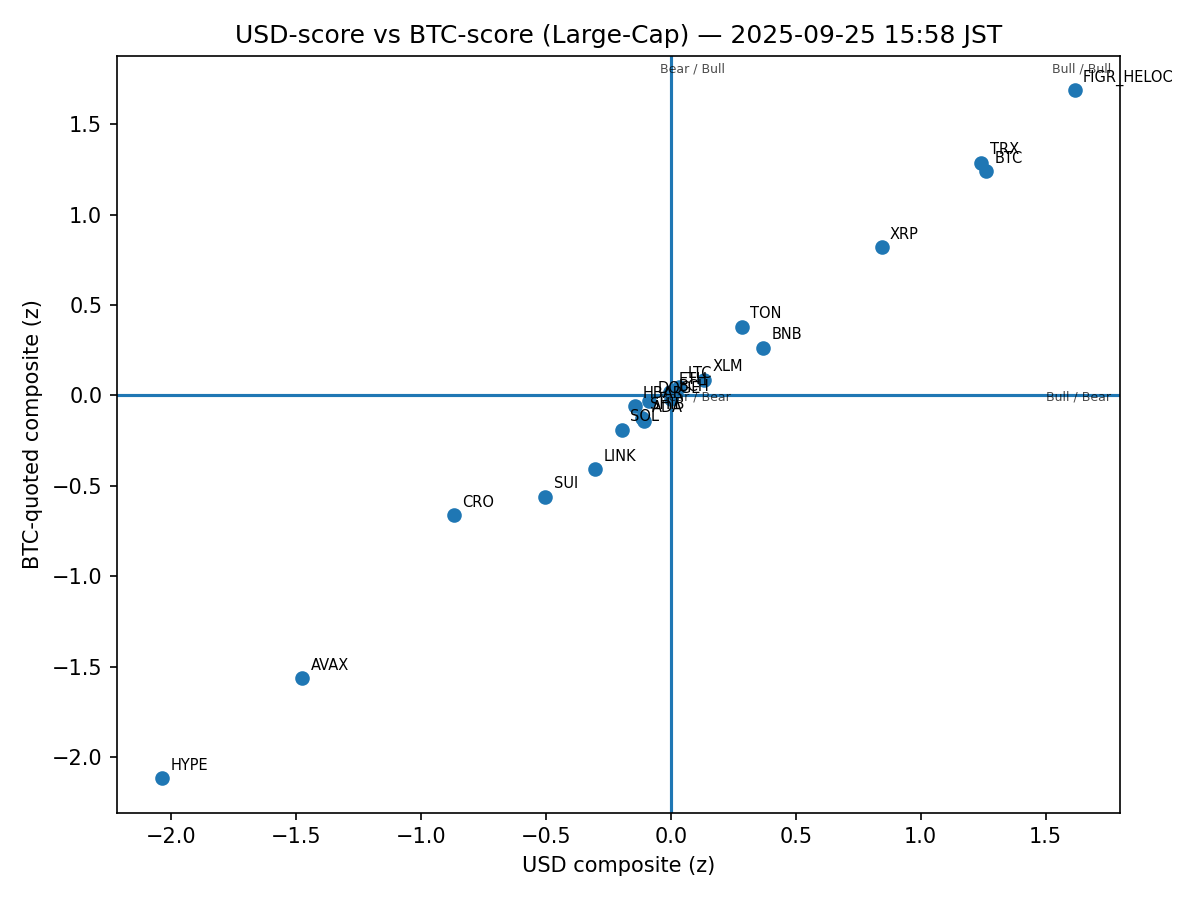 USD-score vs BTC-score (Large-Cap) — 2025-09-25 15:58 JST
Bear / Bull
Bull / Bull
FIGR_HELOC
TRX
BTC
XRP
TON
BNB
XLM
LTC
ETH
BCH
HBAR
Bull / Bear
ADA
SOL
LINK
SUI
CRO
AVAX
HYPE
BTC-quoted composite (z)
1.5
1.0
0.5
0.0
−0.5
−1.0
−1.5
−2.0
−2.0
−1.5
−1.0
−0.5
0.0
0.5
1.0
1.5
USD composite (z)